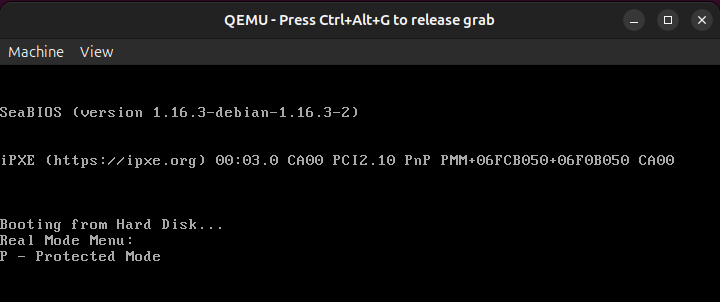 QEMU - Press Ctrl+Alt+G to release grab
Machine View
SeaBIOS (version 1.16.3-debian-1.16.3-2)
iPXE (https://ipxe.org) 00:03.0 CA00 PCI2.10 PnP PMM+06FCB050+06F0B050 CA00
Booting from Hard Disk...
Real Mode Menu:
P - Protected Mode